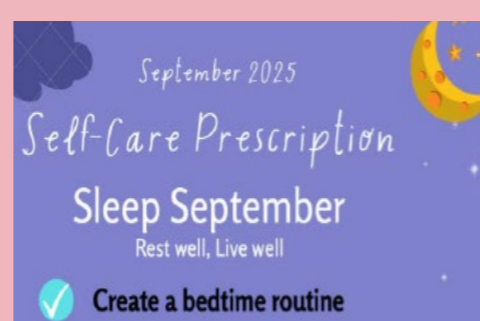 September 2025
Self-Care Prescription
Sleep September
Rest well, Live well
Create a bedtime routine